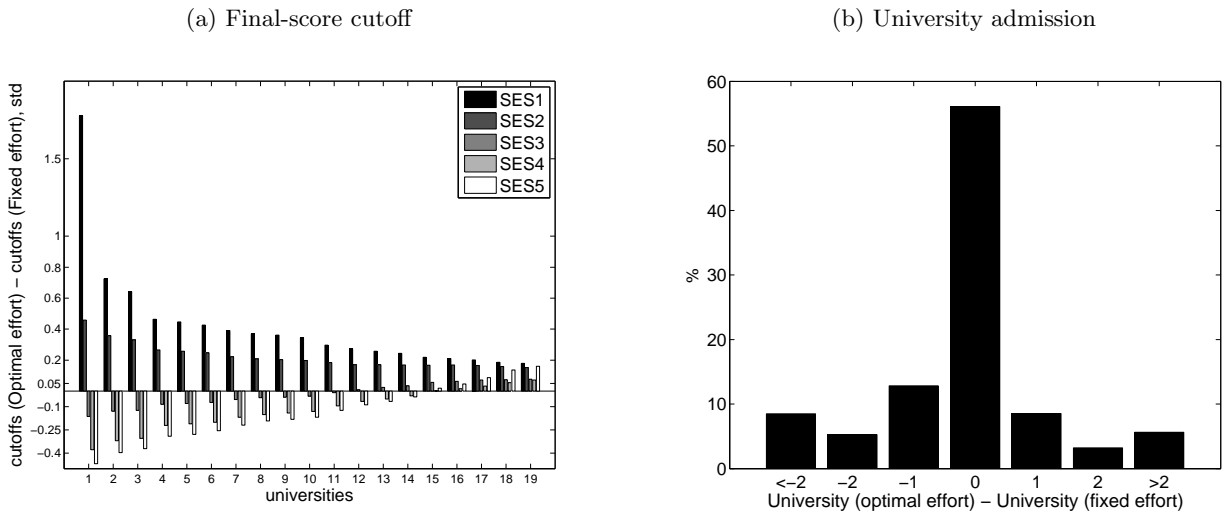 (a) Final-score cutoff
cutoffs (Optimal effort) − cutoffs (Fixed effort), std
1.5
1
0.8
0.6
0.4
0.2
0.05
−0.1
−0.25
−0.4
SES1
SES2
SES3
SES4
SES5
1 2 3 4 5 6 7 8 9 10 11 12 13 14 15 16 17 18 19
universities
(b) University admission
%
60
50
40
30
20
10
0
<−2 −2 −1 0 1 2 >2
University (optimal effort) − University (fixed effort)